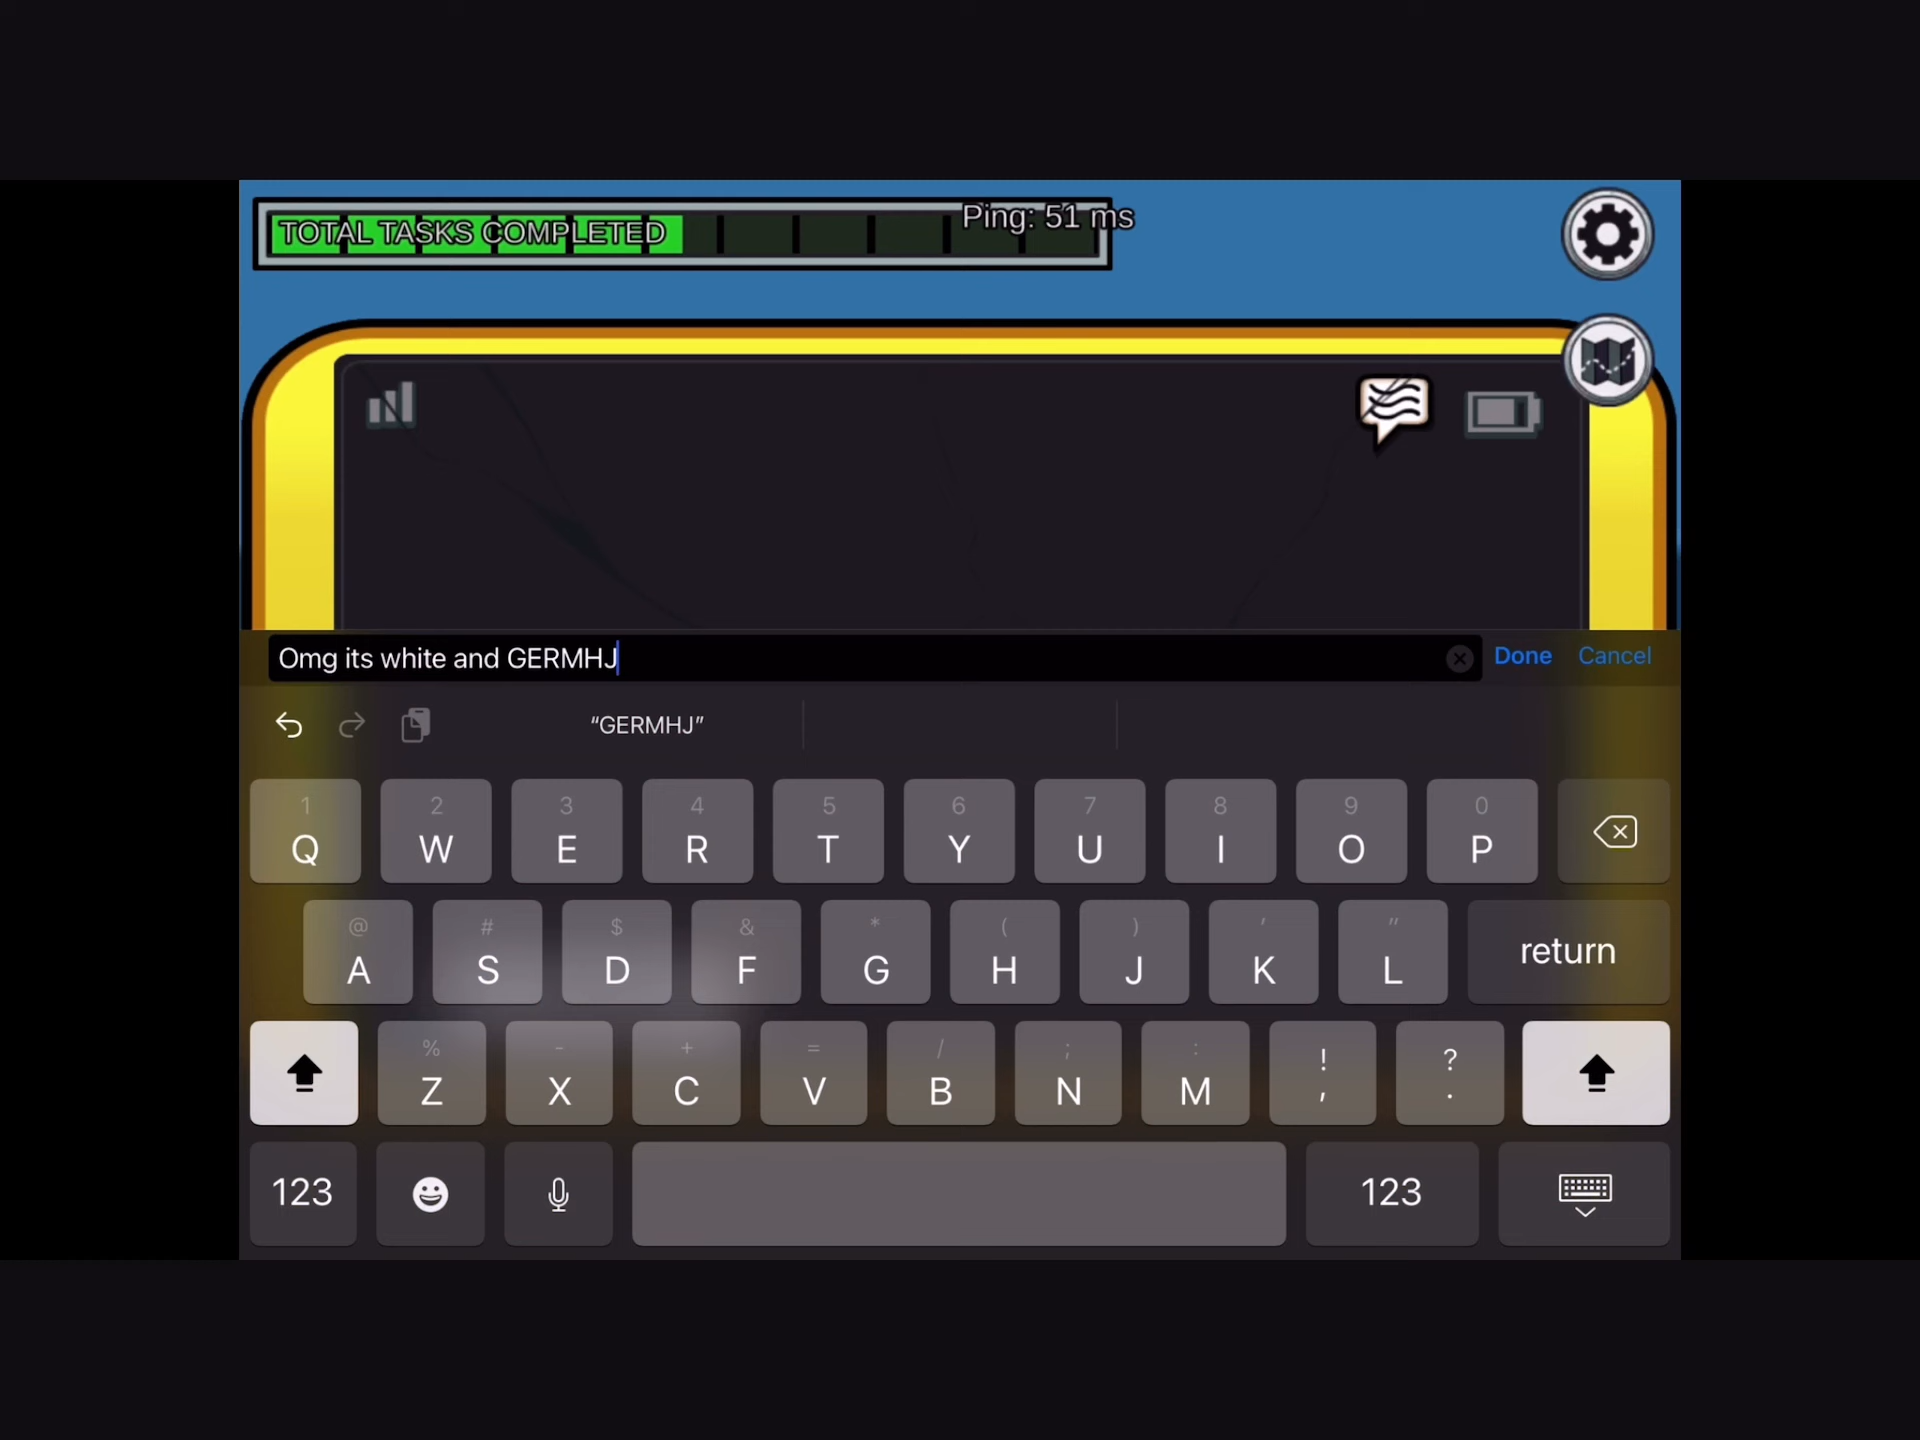 TOTAL TASKS COMPLETED
Ping: 51 ms
Omg its white and GERMHJ
Done Cancel
“GERMHJ”
1 2 3 4 5 6 7 8 9 0
Q W E R T Y U I O P
@ # $ & * ( ) ' "
A S D F G H J K L return
% - + = / ; : ! ?
Z X C V B N M , .
123 123